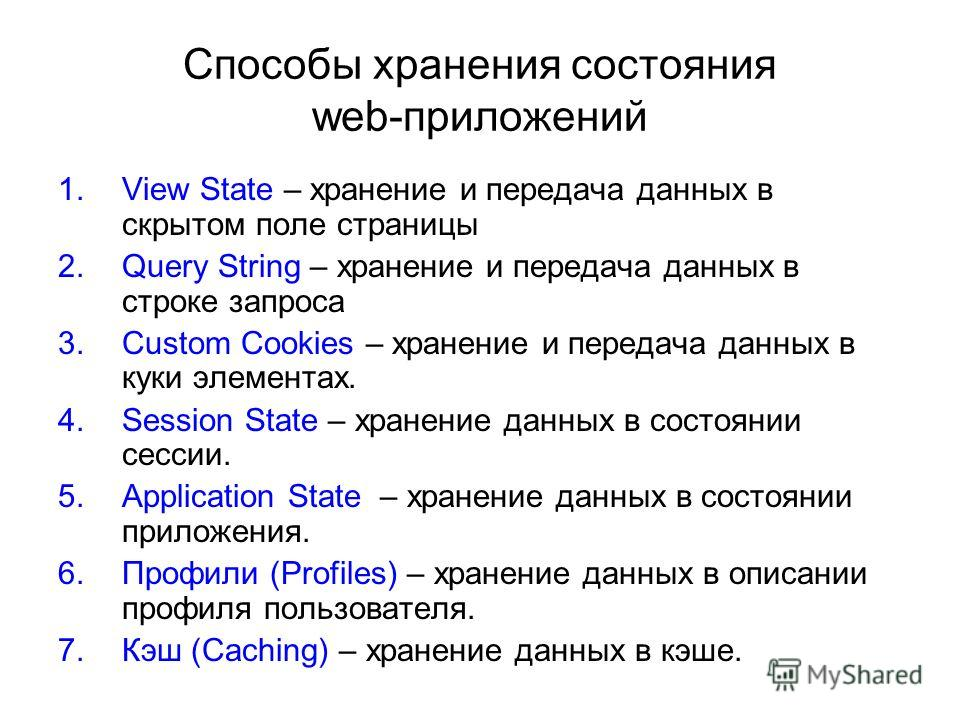 Способы хранения состояния
web-приложений
1. View State – хранение и передача данных в
скрытом поле страницы
2. Query String – хранение и передача данных в
строке запроса
3. Custom Cookies – хранение и передача данных в
куки элементах.
4. Session State – хранение данных в состоянии
сессии.
5. Application State – хранение данных в состоянии
приложения.
6. Профили (Profiles) – хранение данных в описании
профиля пользователя.
7. Кэш (Caching) – хранение данных в кэше.
MyShared